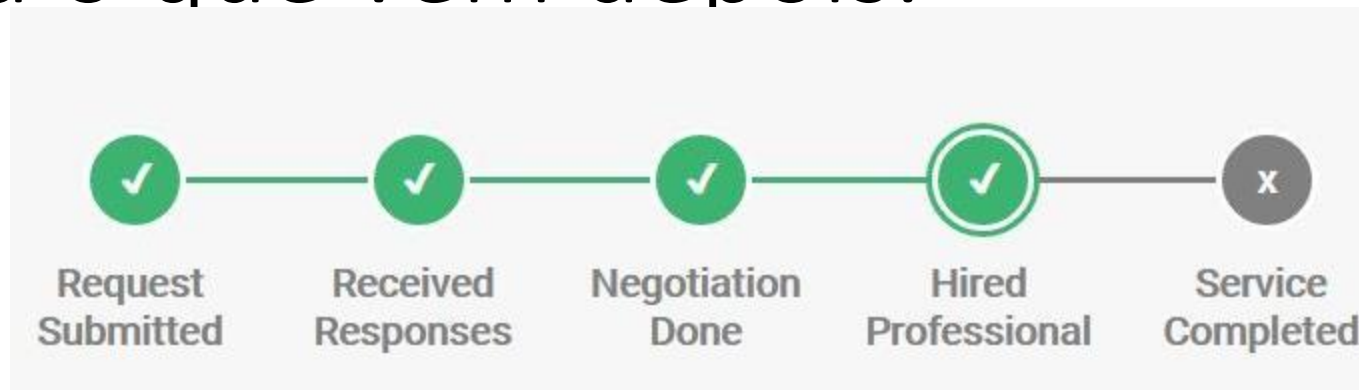 Request
Submitted
Received
Responses
Negotiation
Done
Hired
Professional
x
Service
Completed